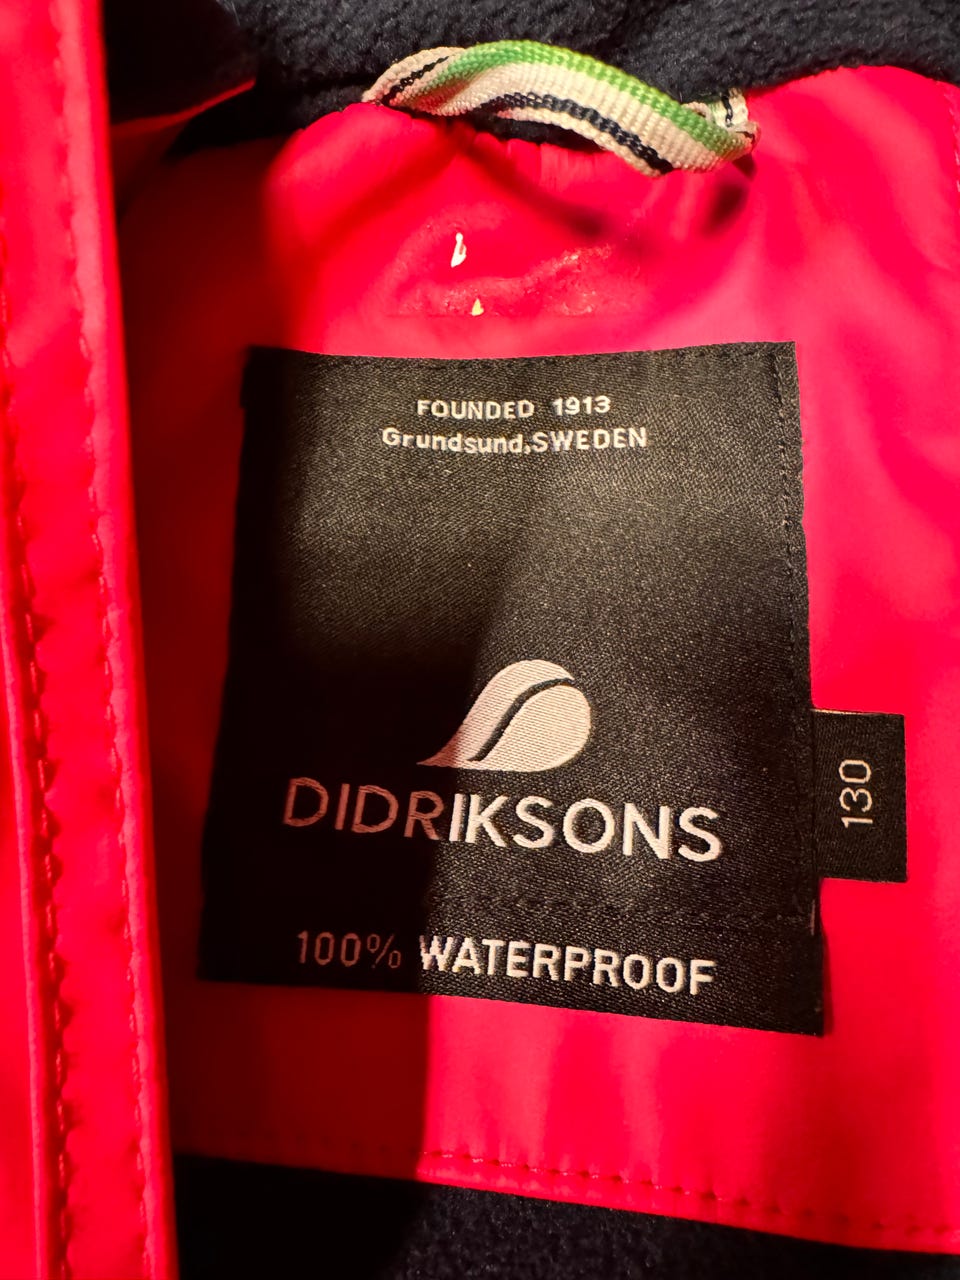 FOUNDED 1913
Grundsund,SWEDEN
DIDRIKSONS
130
100% WATERPROOF